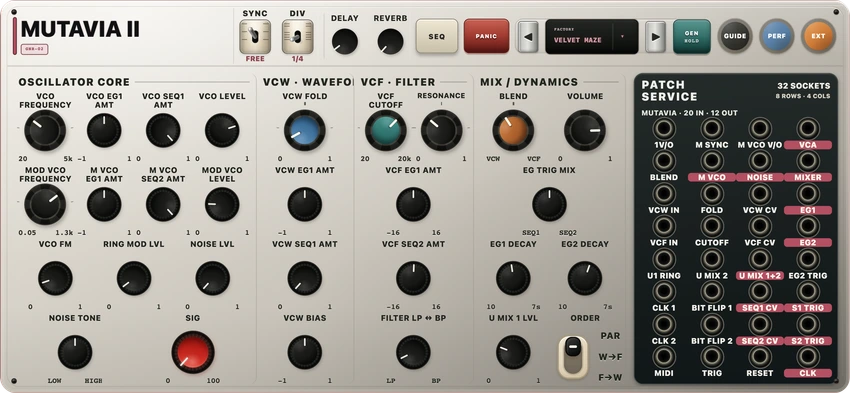 MUTAVIA II
SYNC
DIV
DELAY
REVERB
FREE
1/4
SEQ
PANIC
FACTORY
VELVET MAZE
GEN
HOLD
GUIDE
PERF
EXT
OSCILLATOR CORE
VCO FREQUENCY
VCO EG1 AMT
VCO SEQ1 AMT
VCO LEVEL
20 5k
-1 1
0 1
0 1
MOD VCO FREQUENCY
M VCO EG1 AMT
M VCO SEQ2 AMT
MOD VCO LEVEL
0.05 1.3k
-1 1
0 1
0 1
VCO FM
RING MOD LVL
NOISE LVL
0 1
0 1
0 1
NOISE TONE
SIG
LOW HIGH
0 100
VCW · WAVEFO
VCW FOLD
0 1
VCW EG1 AMT
-1 1
VCW SEQ1 AMT
0 1
VCW BIAS
-1 1
VCF · FILTER
VCF CUTOFF
RESONANCE
20 20k
0 1
VCF EG1 AMT
-16 16
VCF SEQ2 AMT
-16 16
FILTER LP ↔ BP
LP BP
MIX / DYNAMICS
BLEND
VOLUME
VCW VCF
0 1
EG TRIG MIX
SEQ1 SEQ2
EG1 DECAY
EG2 DECAY
10 7s
10 7s
U MIX 1 LVL
ORDER
0 1
PAR
W→F
F→W
PATCH SERVICE
32 SOCKETS
8 ROWS · 4 COLS
MUTAVIA · 20 IN · 12 OUT
1V/O
M SYNC
M VCO V/O
VCA
BLEND
M VCO
NOISE
MIXER
VCW IN
FOLD
VCW CV
EG1
VCF IN
CUTOFF
VCF CV
EG2
U1 RING
U MIX 2
U MIX 1+2
EG2 TRIG
CLK 1
BIT FLIP 1
SEQ1 CV
S1 TRIG
CLK 2
BIT FLIP 2
SEQ2 CV
S2 TRIG
MIDI
TRIG
RESET
CLK